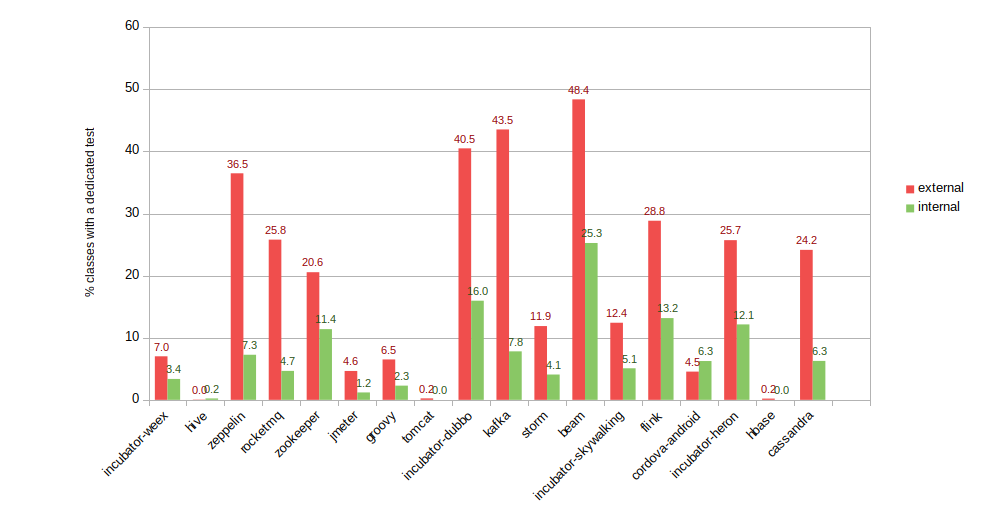 60
50
40
30
20
10
0
% classes with a dedicated test
7.0
3.4
0.0
0.2
36.5
7.3
25.8
4.7
20.6
11.4
4.6
1.2
6.5
2.3
0.2
0.0
40.5
16.0
43.5
7.8
11.9
4.1
48.4
25.3
12.4
5.1
28.8
13.2
4.5
6.3
25.7
12.1
0.2
0.0
24.2
6.3
incubator-weex
hive
zeppelin
rocketmq
zookeeper
jmeter
groovy
tomcat
incubator-dubbo
kafka
storm
beam
incubator-skywalking
flink
cordova-android
incubator-heron
hbase
cassandra
external
internal